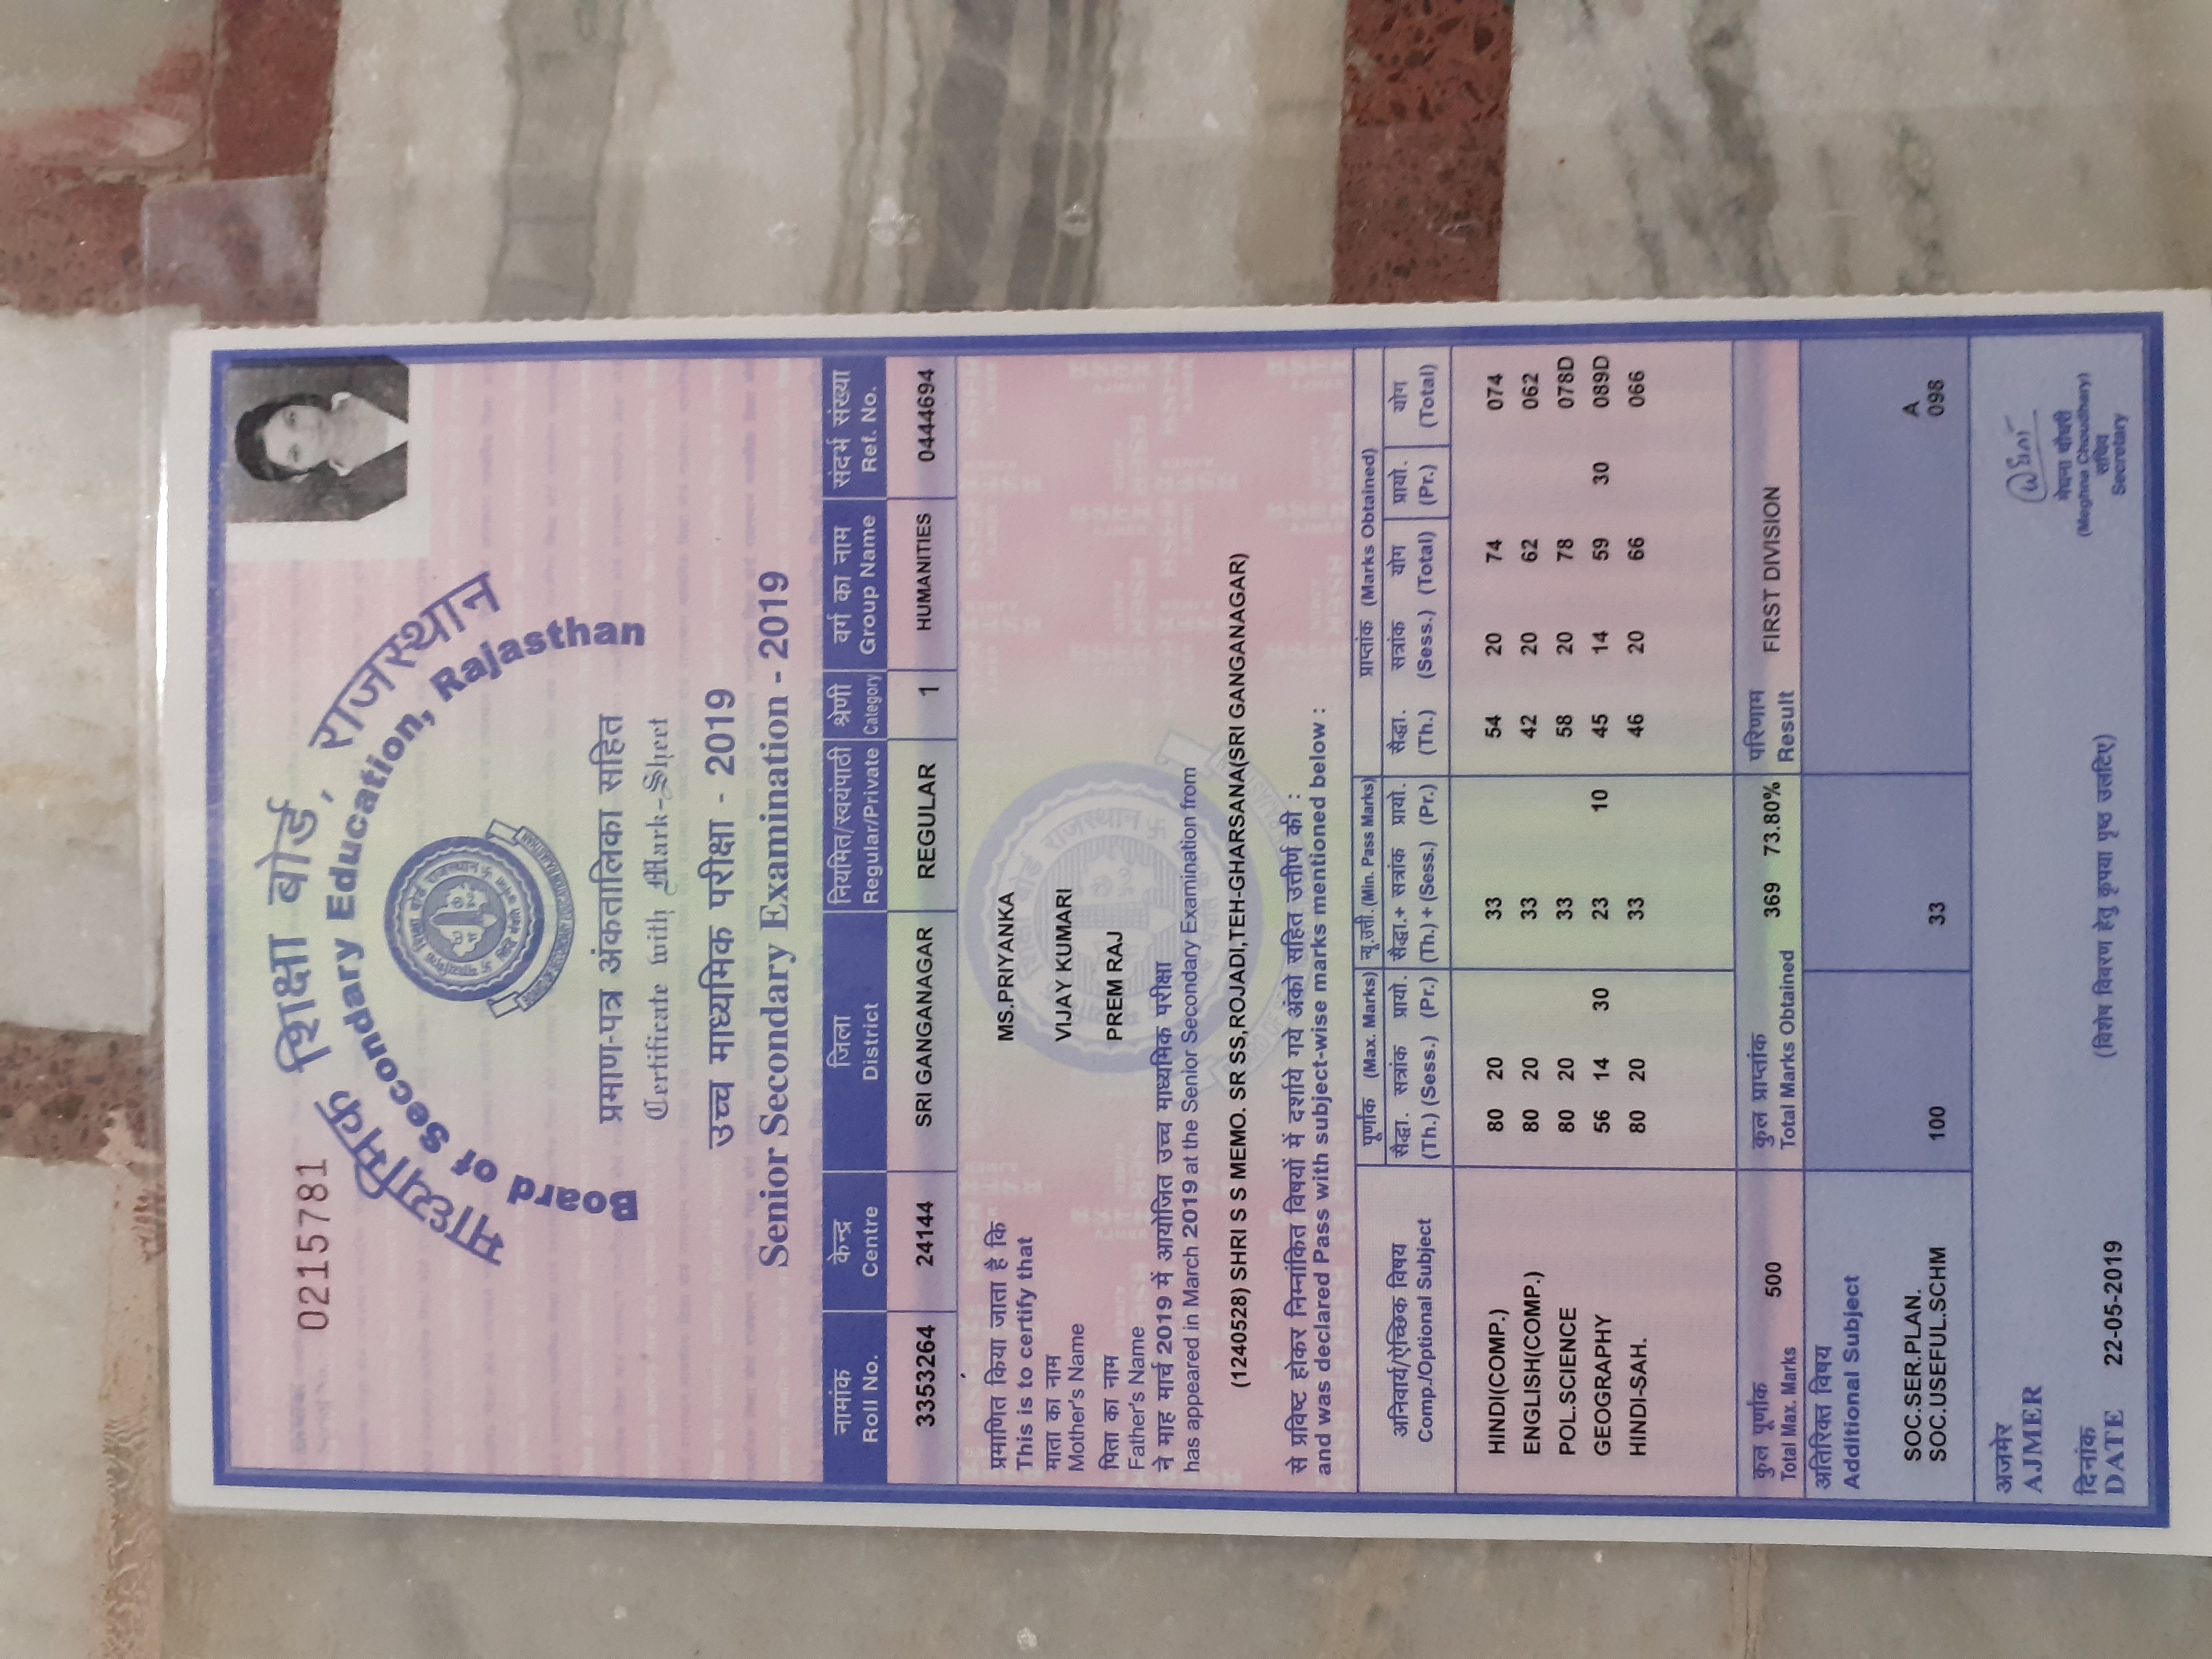 0215781
माध्यमिक शिक्षा बोर्ड, राजस्थान
Board of Secondary Education, Rajasthan
माध्यमिक शिक्षा बोर्ड राजस्थान
BOARD OF SECONDARY EDUCATION RAJASTHAN
प्रमाण-पत्र अंकतालिका सहित
Certificate with Mark-Sheet
उच्च माध्यमिक परीक्षा - 2019
Senior Secondary Examination - 2019
नामांक केन्द्र जिला नियमित/स्वयंपाठी श्रेणी वर्ग का नाम संदर्भ संख्या
Roll No. Centre District Regular/Private Category Group Name Ref. No.
3353264 24144 SRI GANGANAGAR REGULAR 1 HUMANITIES 0444694
प्रमाणित किया जाता है कि
This is to certify that MS.PRIYANKA
माता का नाम
Mother's Name VIJAY KUMARI
पिता का नाम
Father's Name PREM RAJ
ने माह मार्च 2019 में आयोजित उच्च माध्यमिक परीक्षा
has appeared in March 2019 at the Senior Secondary Examination from
(1240528) SHRI S S MEMO. SR SS,ROJADI,TEH-GHARSANA(SRI GANGANAGAR)
से प्रविष्ट होकर निम्नांकित विषयों में दर्शाये गये अंको सहित उत्तीर्ण की :
and was declared Pass with subject-wise marks mentioned below :
पूर्णांक (Max. Marks) न्यू.उत्ती. (Min. Pass Marks) प्राप्तांक (Marks Obtained)
अनिवार्य/ऐच्छिक विषय सैद्धा. सत्रांक प्रायो. सैद्धा.+ सत्रांक प्रायो. सैद्धा. सत्रांक योग प्रायो. योग
Comp./Optional Subject (Th.) (Sess.) (Pr.) (Th.) + (Sess.) (Pr.) (Th.) (Sess.) (Total) (Pr.) (Total)
HINDI(COMP.) 80 20 33 54 20 74 074
ENGLISH(COMP.) 80 20 33 42 20 62 062
POL.SCIENCE 80 20 33 58 20 78 078D
GEOGRAPHY 56 14 30 23 10 45 14 59 30 089D
HINDI-SAH. 80 20 33 46 20 66 066
कुल पूर्णांक कुल प्राप्तांक परिणाम
Total Max. Marks 500 Total Marks Obtained 369 73.80% Result FIRST DIVISION
अतिरिक्त विषय
Additional Subject
SOC.SER.PLAN. A
SOC.USEFUL.SCHM 100 33 098
अजमेर
AJMER
मेघना चौधरी
(Meghna Choudhary)
सचिव
Secretary
दिनांक
DATE 22-05-2019
(विशेष विवरण हेतु कृपया पृष्ठ उलटिए)